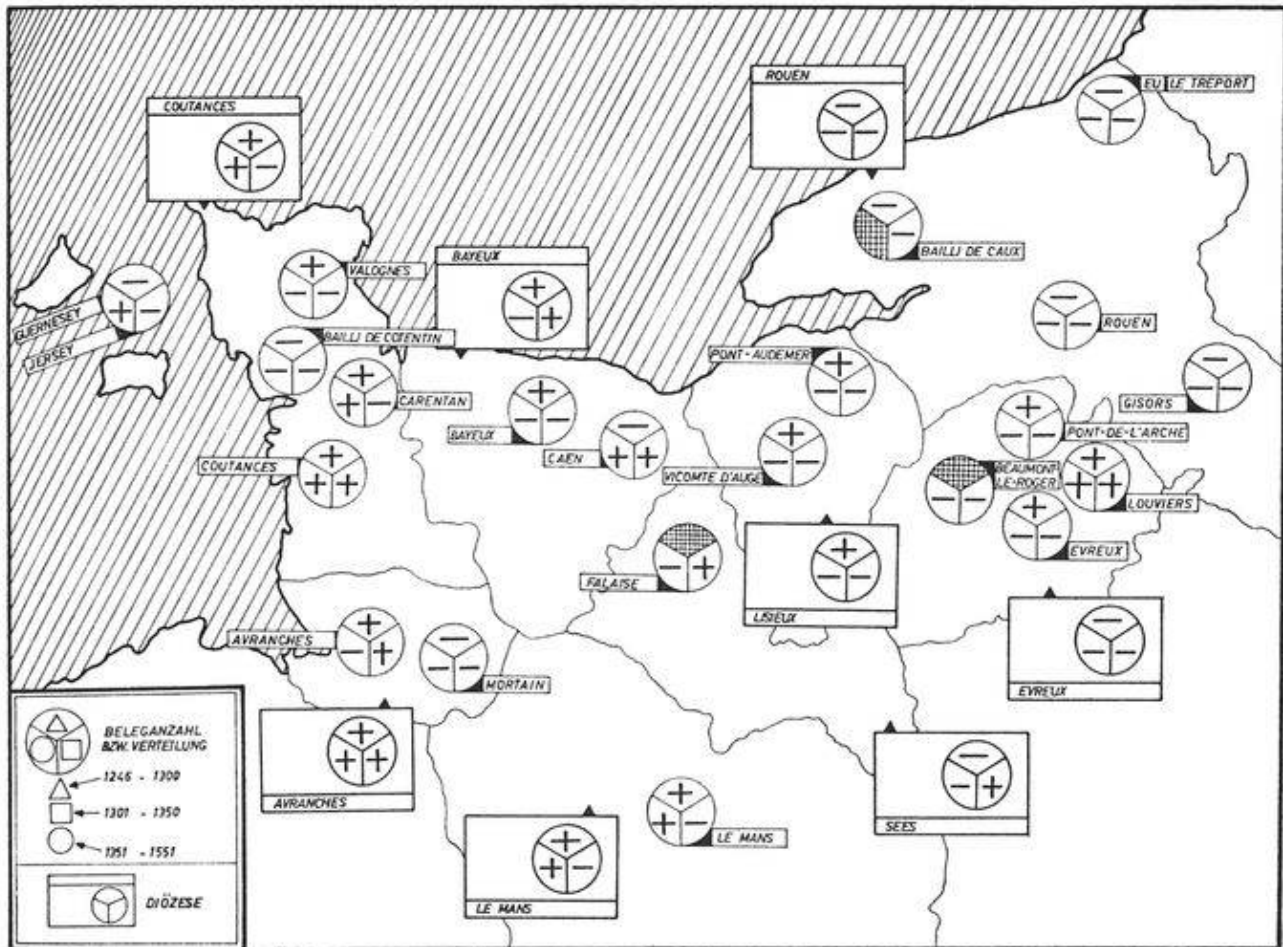 ROUEN
EU LE TREPORT
COUTANCES
BAILLJ DE CAUX
VALOGNES
BAYEUX
GUERNESEY
JERSEY
ROUEN
BAILLJ DE COTENTIN
PONT-AUDEMER
CARENTAN
GISORS
BAYEUX
PONT-DE-L'ARCHE
CAEN
COUTANCES
VICOMTE D'AUGE
BEAUMONT-
LE-ROGER
LOUVIERS
EVREUX
FALAISE
LISIEUX
AVRANCHES
MORTAIN
EVREUX
BELEGANZAHL
BZW. VERTEILUNG
1246 - 1300
1301 - 1350
1351 - 1551
DIÖZESE
AVRANCHES
SEES
LE MANS
LE MANS